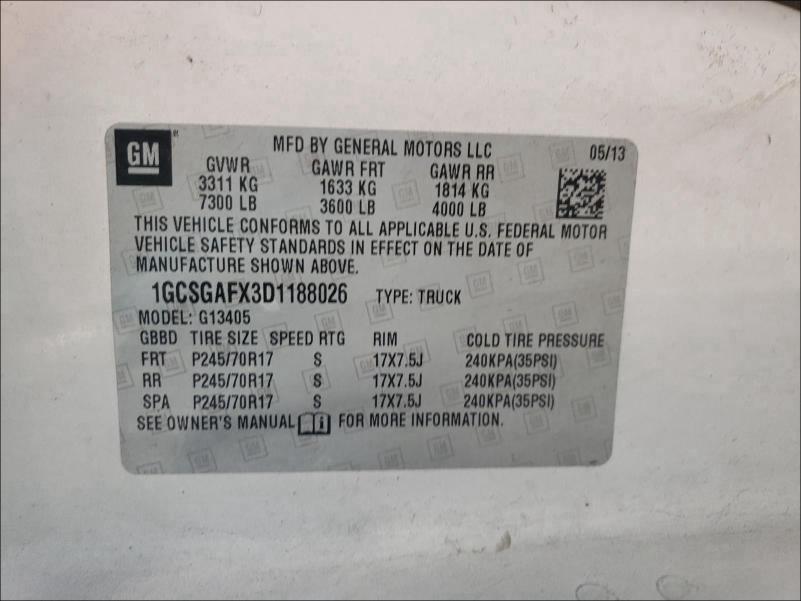 GM
MFD BY GENERAL MOTORS LLC 05/13
GVWR GAWR FRT GAWR RR
3311 KG 1633 KG 1814 KG
7300 LB 3600 LB 4000 LB
THIS VEHICLE CONFORMS TO ALL APPLICABLE U.S. FEDERAL MOTOR
VEHICLE SAFETY STANDARDS IN EFFECT ON THE DATE OF
MANUFACTURE SHOWN ABOVE.
1GCSGAFX3D1188026 TYPE: TRUCK
MODEL: G13405
GBBD TIRE SIZE SPEED RTG RIM COLD TIRE PRESSURE
FRT P245/70R17 S 17X7.5J 240KPA(35PSI)
RR P245/70R17 S 17X7.5J 240KPA(35PSI)
SPA P245/70R17 S 17X7.5J 240KPA(35PSI)
SEE OWNER'S MANUAL i FOR MORE INFORMATION.